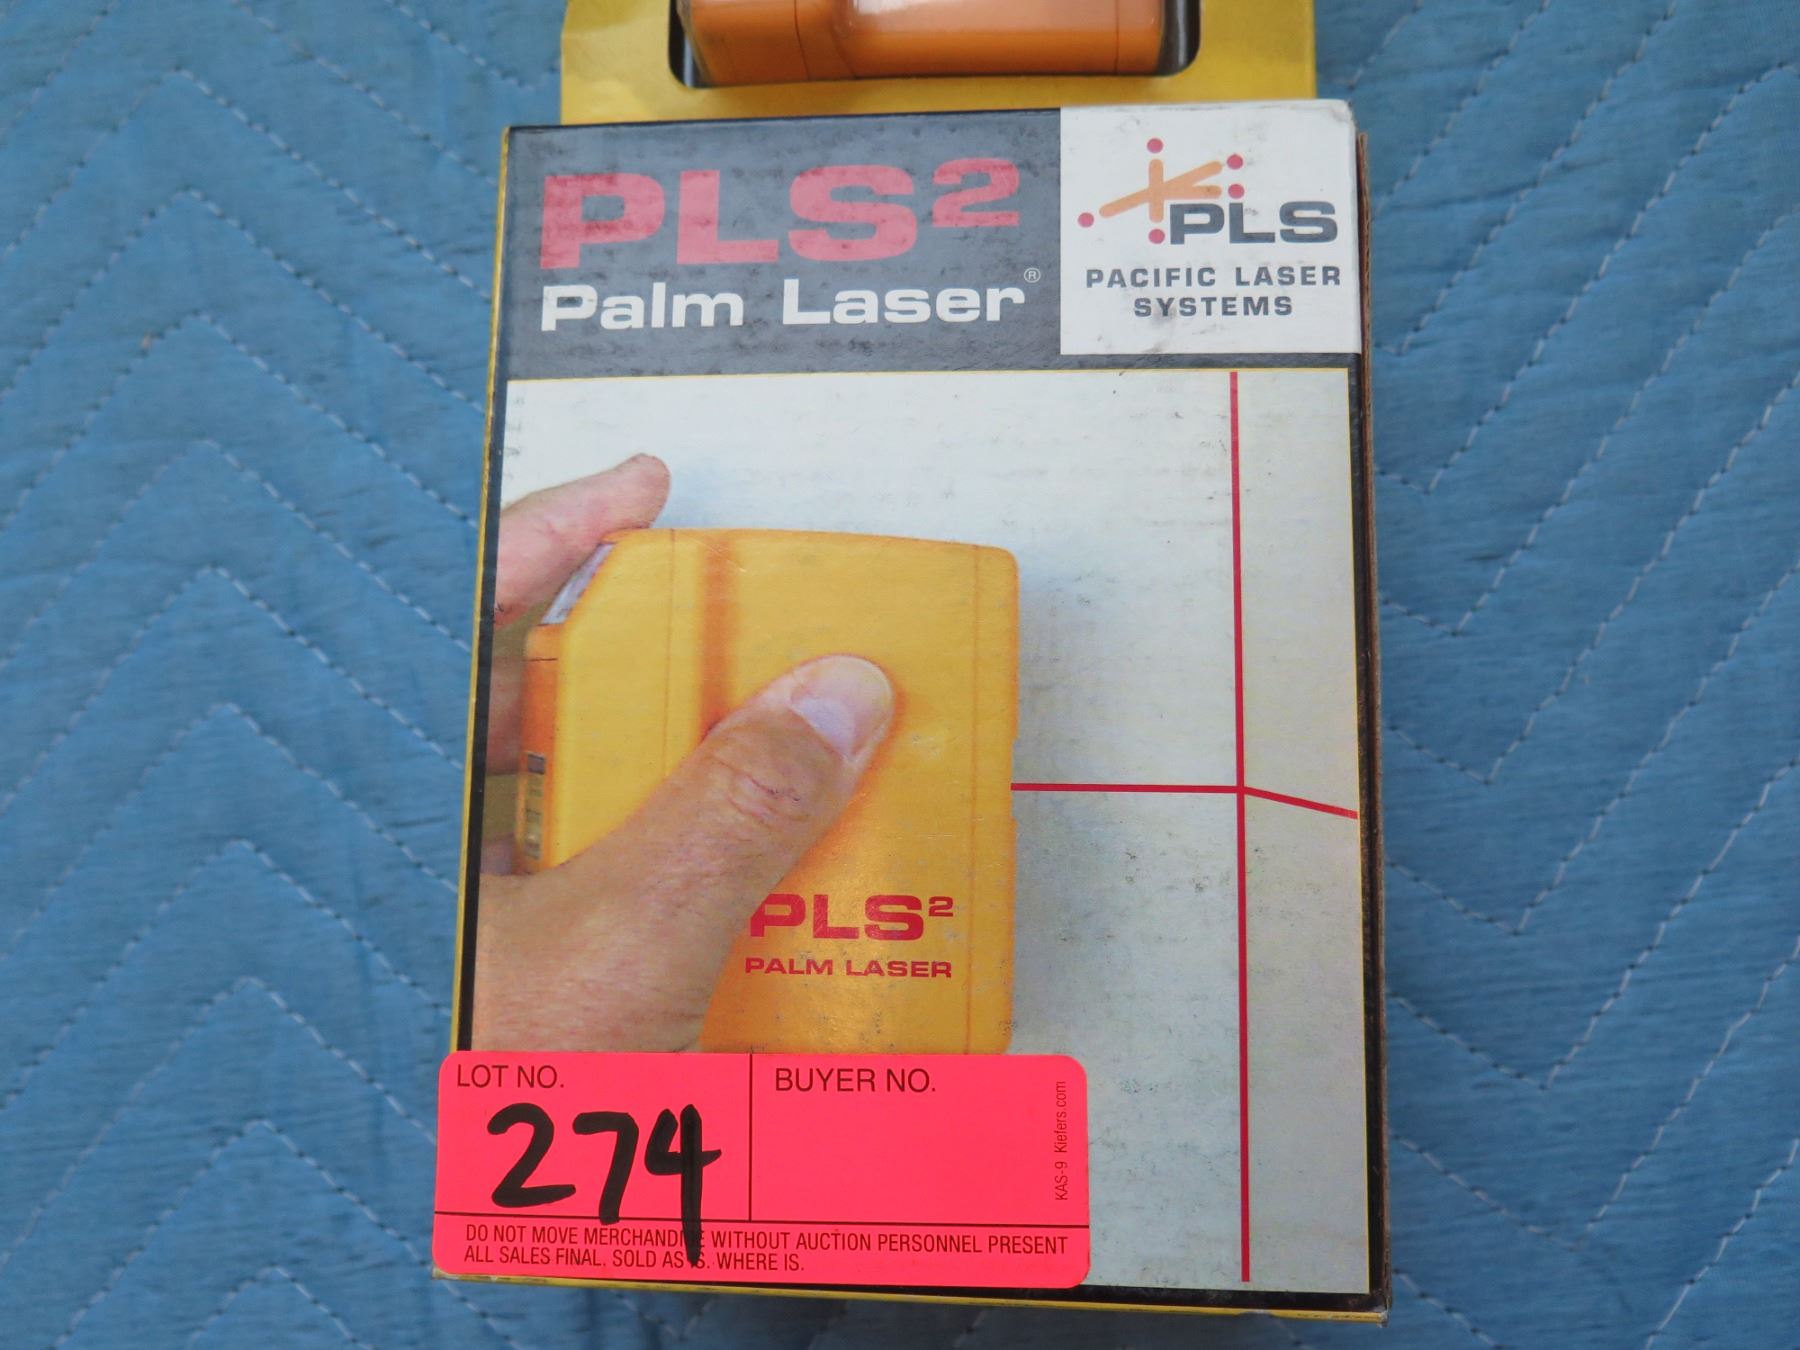 PLS²
Palm Laser®
PLS
PACIFIC LASER
SYSTEMS
PLS²
PALM LASER
LOT NO.
274
BUYER NO.
KAS-9 Kiefers.com
DO NOT MOVE MERCHANDISE WITHOUT AUCTION PERSONNEL PRESENT
ALL SALES FINAL. SOLD AS IS. WHERE IS.